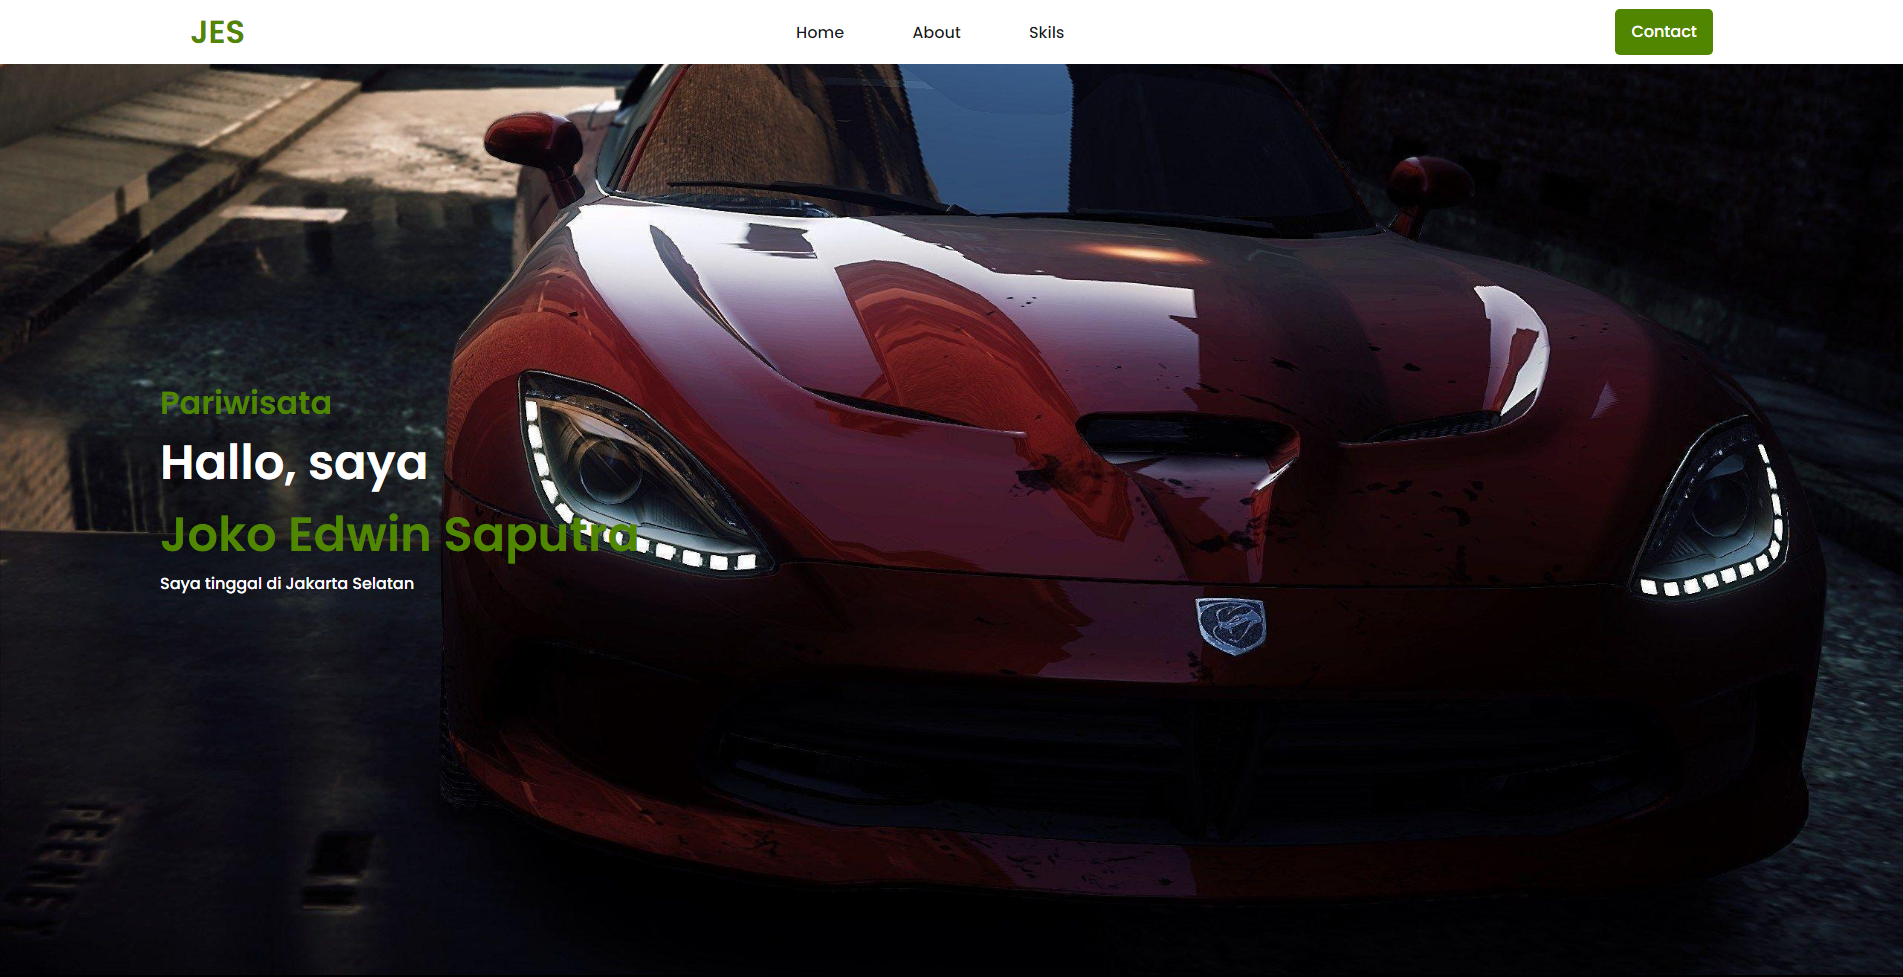 JES
Home
About
Skils
Contact
Pariwisata
Hallo, saya
Joko Edwin Saputra
Saya tinggal di Jakarta Selatan